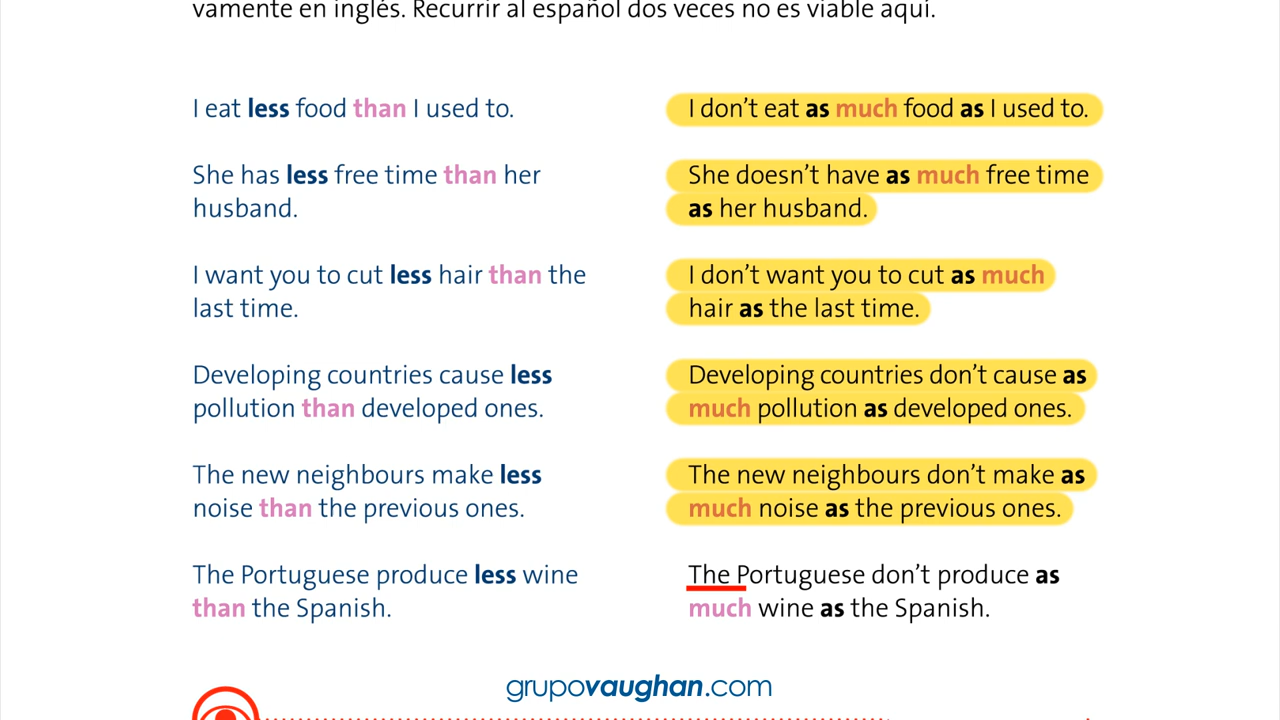 vamente en inglés. Recurrir al español dos veces no es viable aquí.
I eat less food than I used to.
I don't eat as much food as I used to.
She has less free time than her
husband.
She doesn't have as much free time
as her husband.
I want you to cut less hair than the
last time.
I don't want you to cut as much
hair as the last time.
Developing countries cause less
pollution than developed ones.
Developing countries don't cause as
much pollution as developed ones.
The new neighbours make less
noise than the previous ones.
The new neighbours don't make as
much noise as the previous ones.
The Portuguese produce less wine
than the Spanish.
The Portuguese don't produce as
much wine as the Spanish.
grupovaughan.com